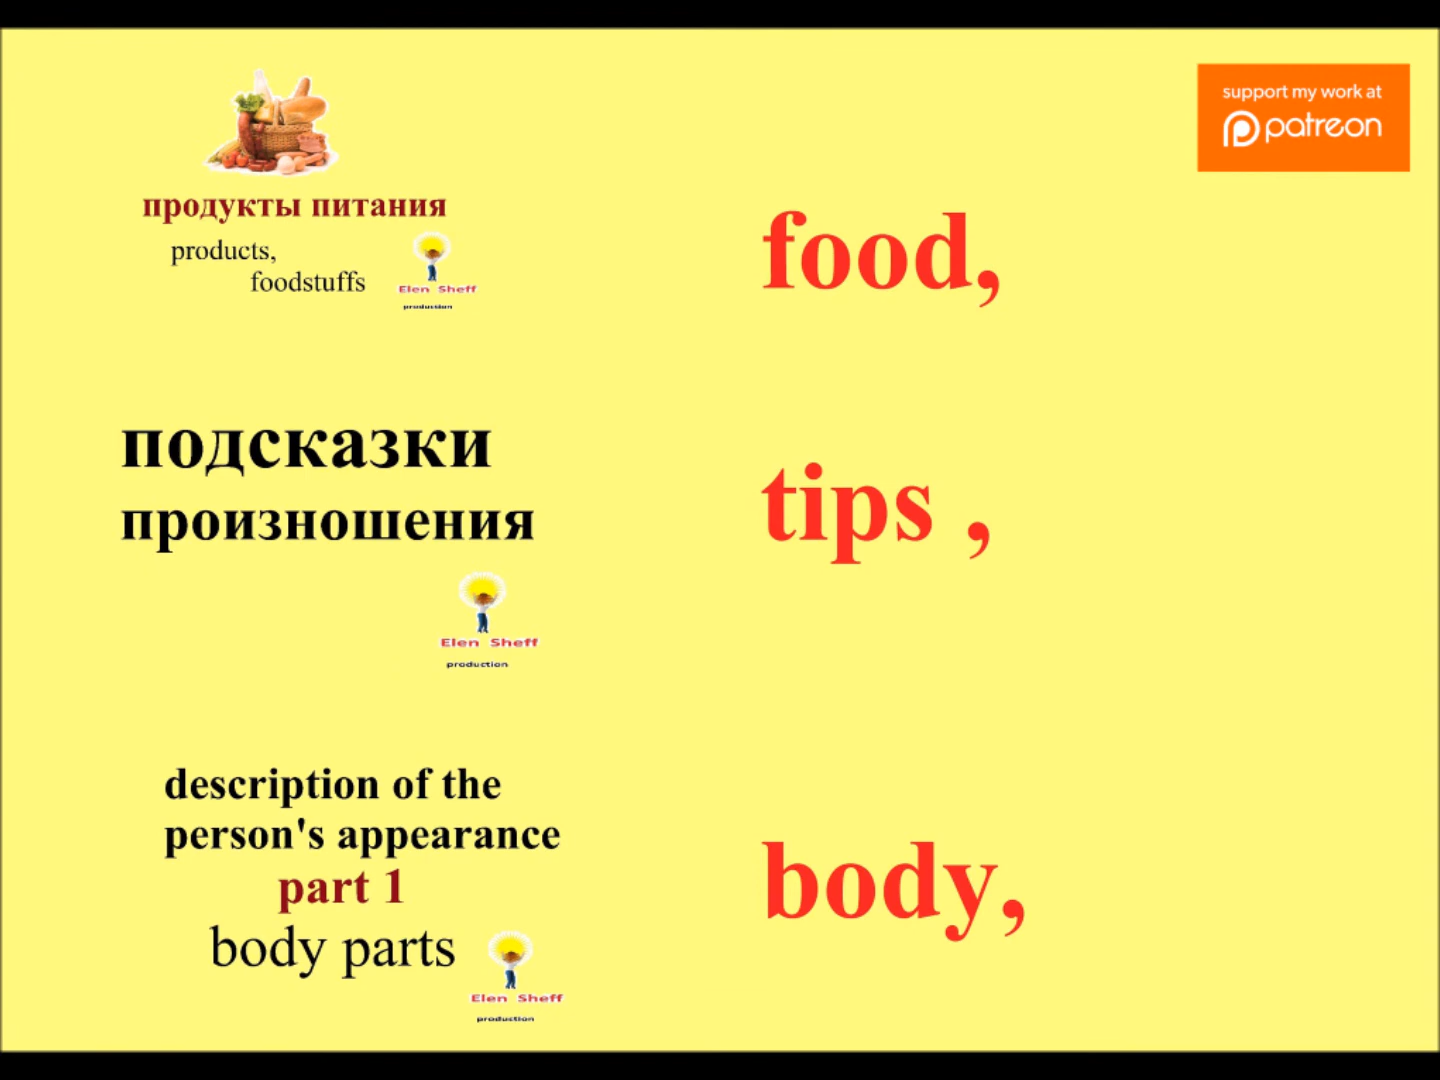 support my work at
patreon
продукты питания
products,
foodstuffs
Elen Sheff
production
food,
подсказки
произношения
tips ,
Elen Sheff
production
description of the
person's appearance
part 1
body parts
body,
Elen Sheff
production